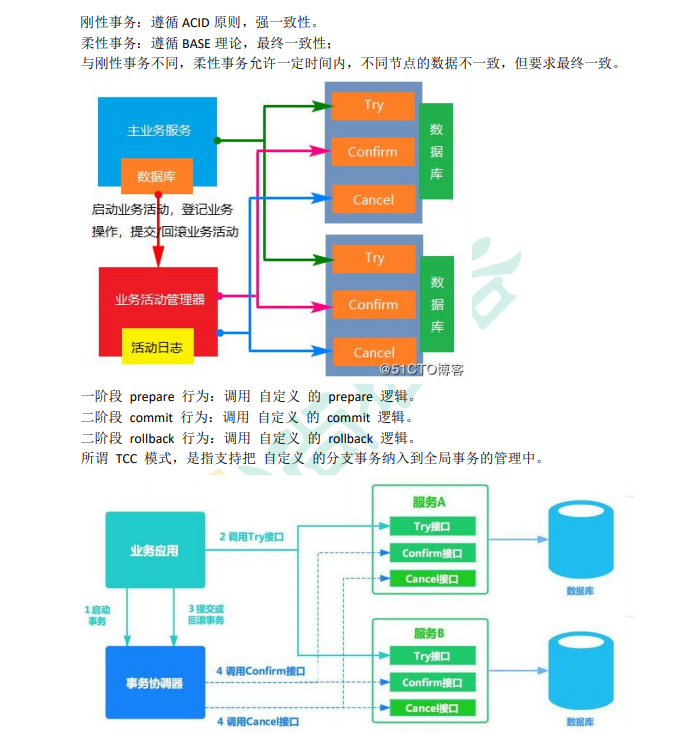 刚性事务：遵循 ACID 原则，强一致性。
柔性事务：遵循 BASE 理论，最终一致性；
与刚性事务不同，柔性事务允许一定时间内，不同节点的数据不一致，但要求最终一致。
主业务服务
数据库
启动业务活动，登记业务
操作，提交/回滚业务活动
业务活动管理器
活动日志
Try
Confirm
Cancel
数据库
Try
Confirm
Cancel
数据库
@51CTO博客
一阶段 prepare 行为：调用 自定义 的 prepare 逻辑。
二阶段 commit 行为：调用 自定义 的 commit 逻辑。
二阶段 rollback 行为：调用 自定义 的 rollback 逻辑。
所谓 TCC 模式，是指支持把 自定义 的分支事务纳入到全局事务的管理中。
业务应用
1 启动
事务
3 提交或
回滚事务
事务协调器
2 调用Try接口
4 调用Confirm接口
4 调用Cancel接口
服务A
Try接口
Confirm接口
Cancel接口
数据库
服务B
Try接口
Confirm接口
Cancel接口
数据库